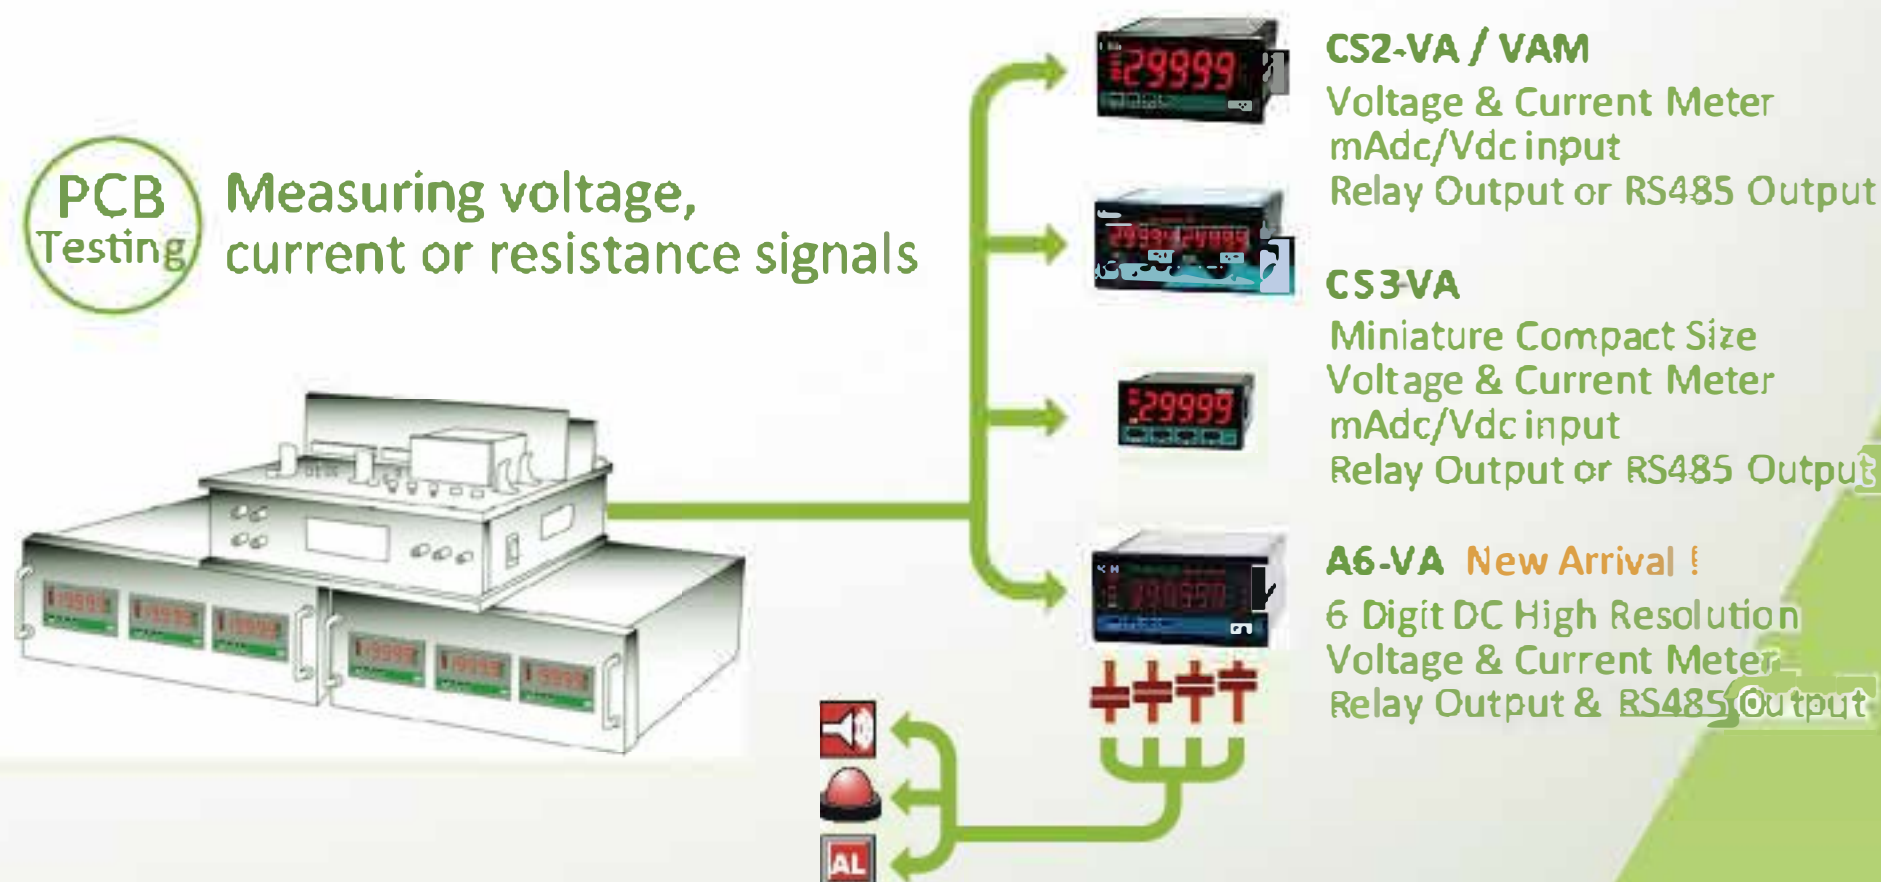 PCB
Testing
Measuring voltage,
current or resistance signals
29999
29999
CS2-VA / VAM
Voltage & Current Meter
mAdc/Vdc input
Relay Output or RS485 Output
CS3-VA
Miniature Compact Size
Voltage & Current Meter
mAdc/Vdc input
Relay Output or RS485 Output
A6-VA New Arrival !
6 Digit DC High Resolution
Voltage & Current Meter
Relay Output & RS485 Output
AL